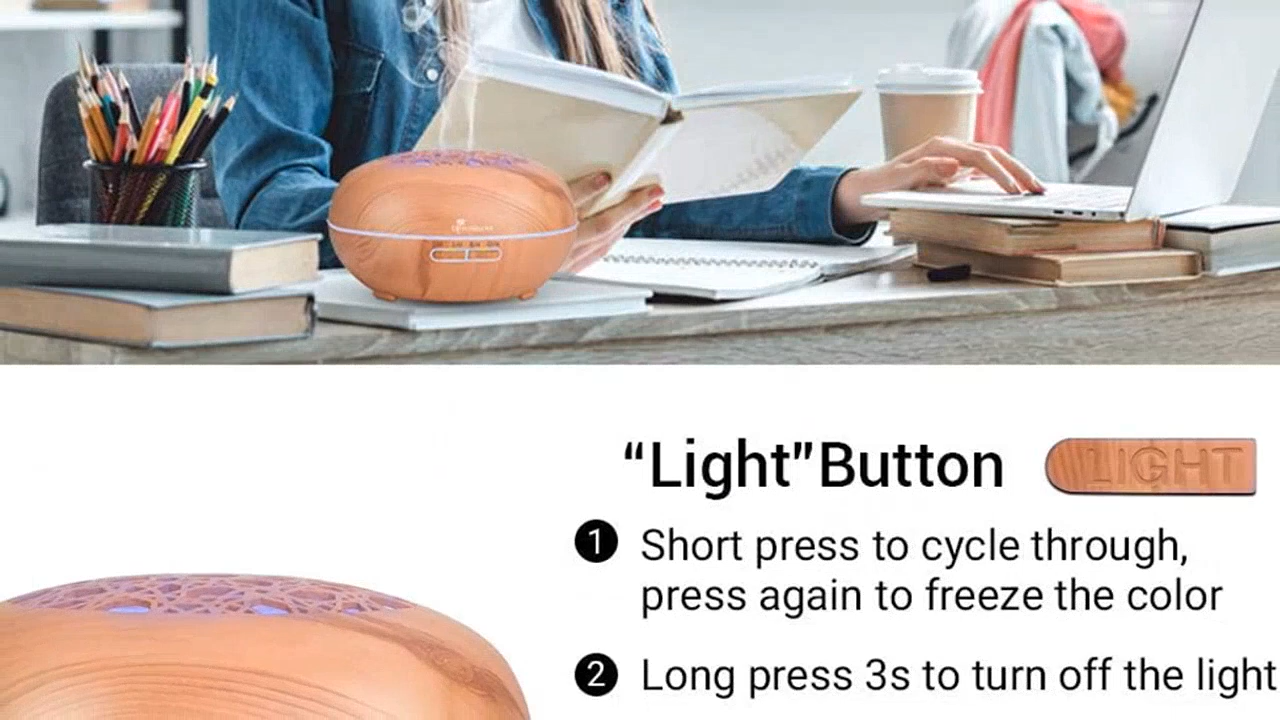 “Light”Button
LIGHT
1 Short press to cycle through,
press again to freeze the color
2 Long press 3s to turn off the light